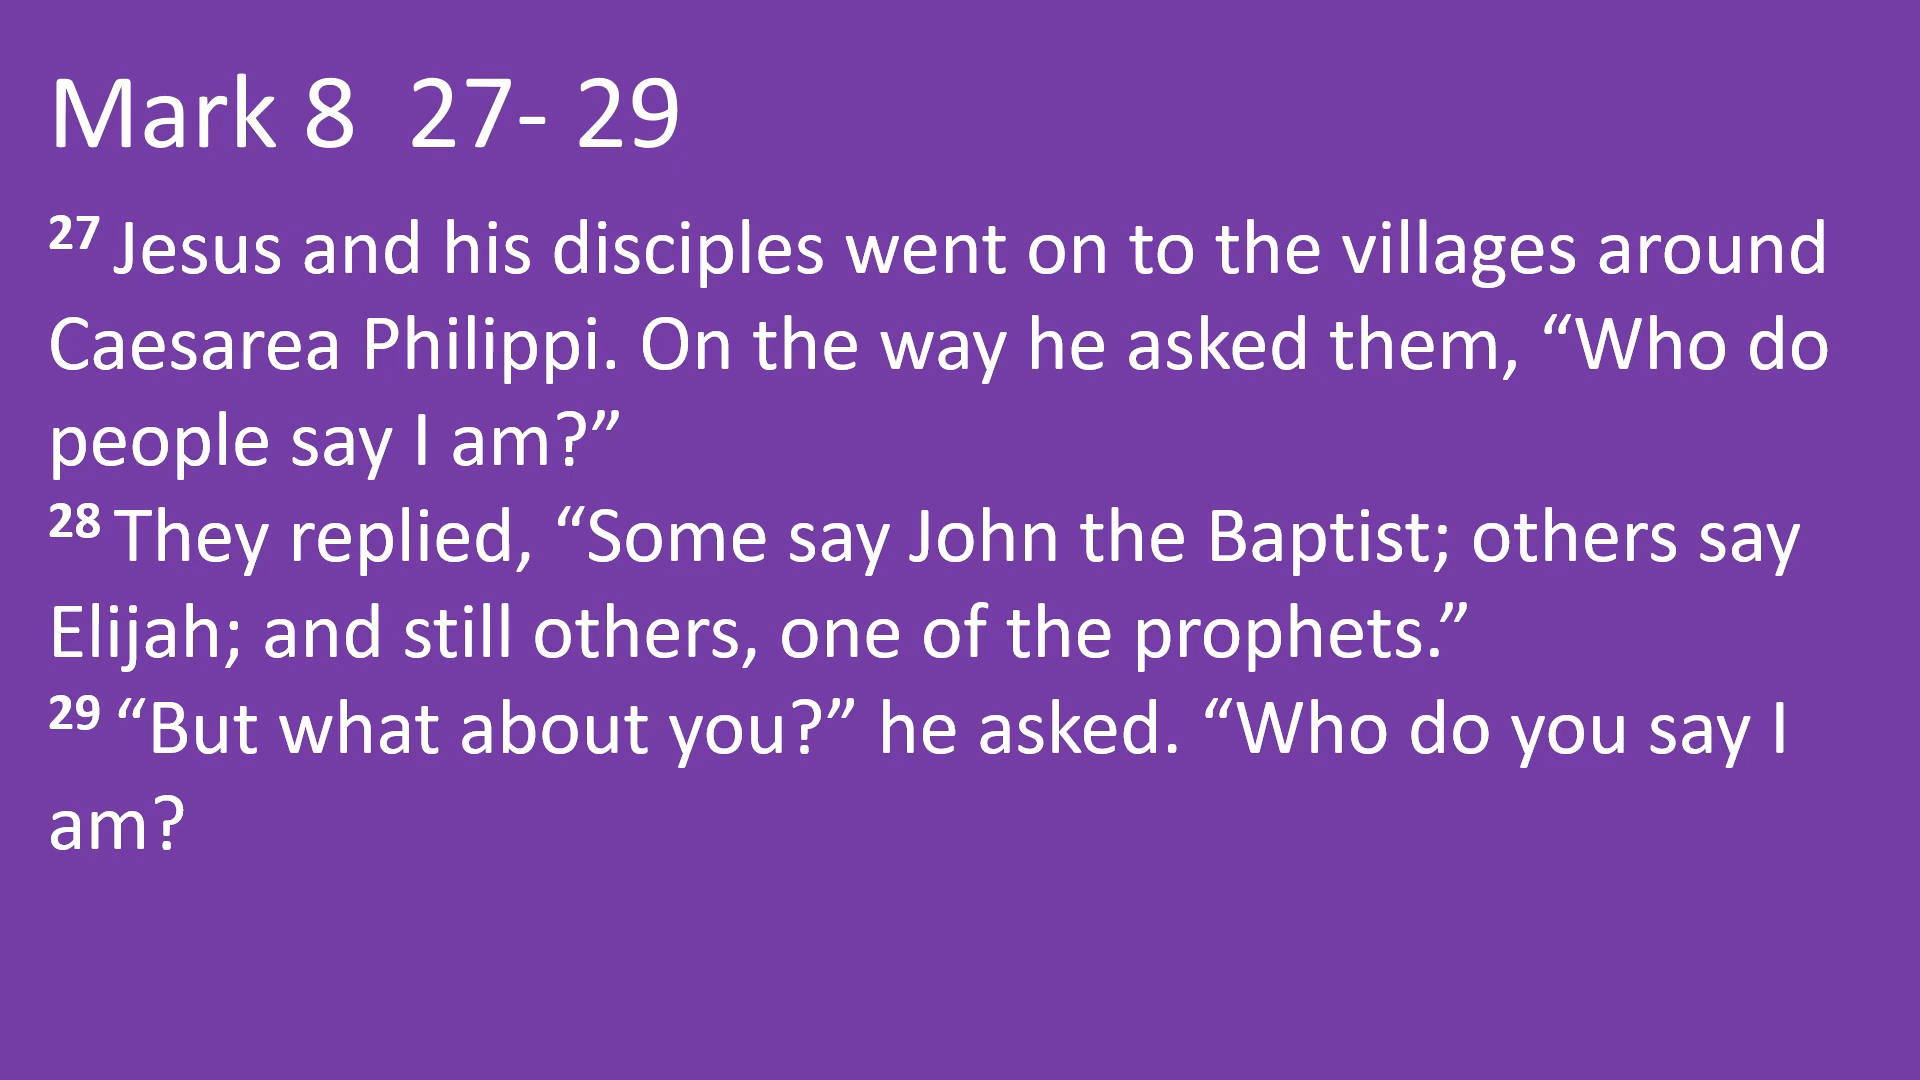 Mark 8  27- 29
27 Jesus and his disciples went on to the villages around
Caesarea Philippi. On the way he asked them, “Who do
people say I am?”
28 They replied, “Some say John the Baptist; others say
Elijah; and still others, one of the prophets.”
29 “But what about you?” he asked. “Who do you say I
am?